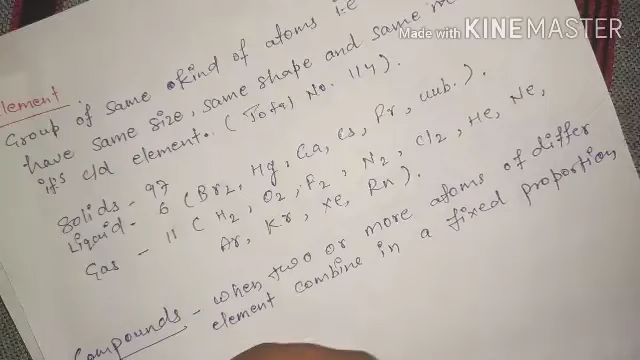 Made with KINEMASTER
Element
Group of same kind of atoms i.e
have same size, same shape and same m
it's c/d element. (Total No. 114).
Solids - 97
Liquid - 6 (Br2, Hg, Ga, Cs, Fr, uub.).
Gas - 11 (H2, O2, F2, N2, Cl2, He, Ne,
Ar, Kr, Xe, Rn).
Compounds - when two or more atoms of differ
element combine in a fixed proportion,